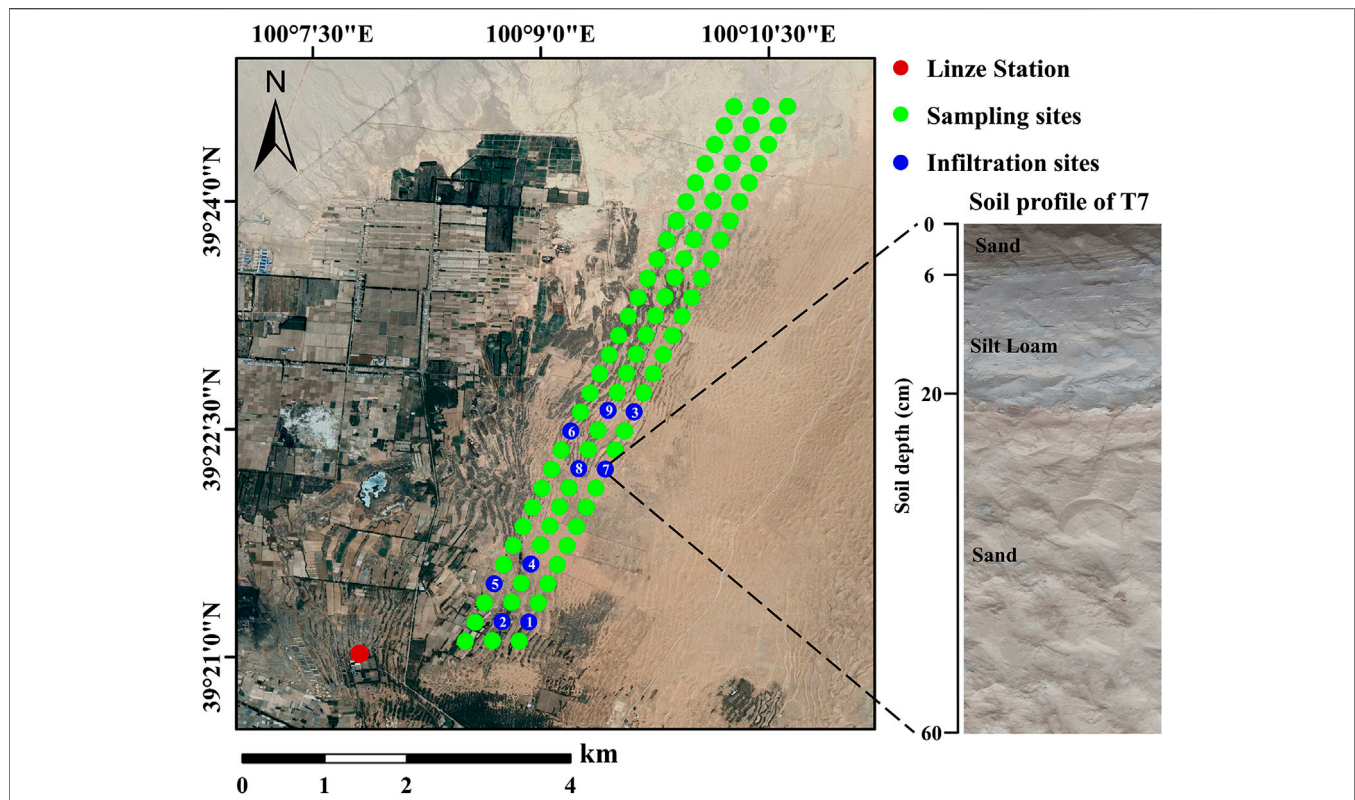 100°7'30"E 100°9'0"E 100°10'30"E
N
Linze Station
Sampling sites
Infiltration sites
Soil profile of T7
39°24'0"N
39°22'30"N
39°21'0"N
9 3
6
8 7
4
5
2 1
0
6
20
60
Soil depth (cm)
Sand
Silt Loam
Sand
km
0 1 2 4